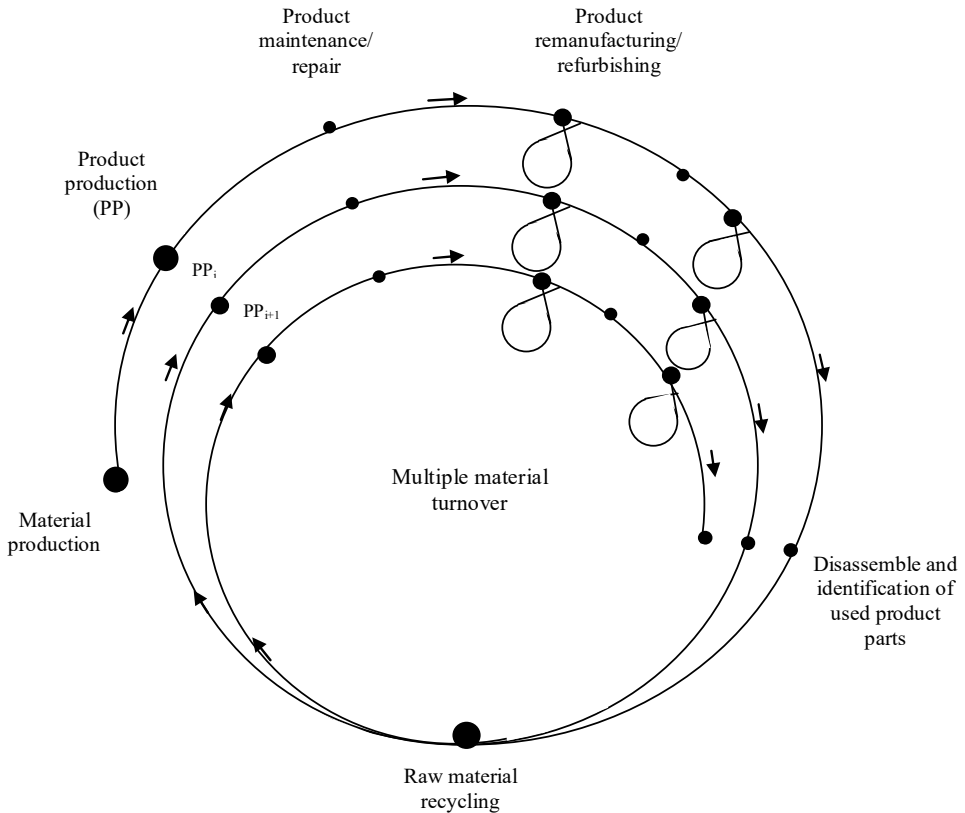 Product
maintenance/
repair
Product
remanufacturing/
refurbishing/
Product
production
(PP)
PPi
PPi+1
Multiple material
turnover
Material
production
Disassemble and
identification of
used product
parts
Raw material
recycling